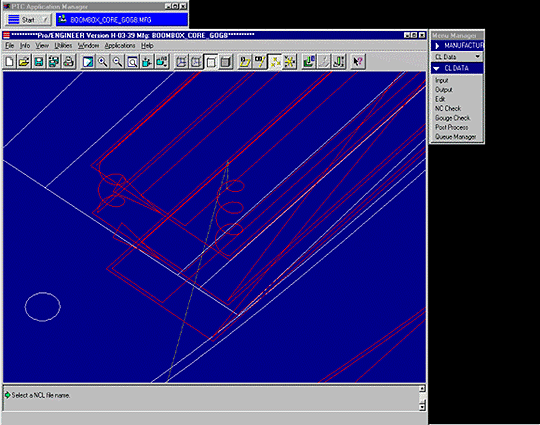 PTC Application Manager
Start
BOOMBOX_CORE_GOG8.MFG
**********Pro/ENGINEER Version H-03-39 Mfg: BOOMBOX_CORE_GOG8**********
File Info View Utilities Window Applications Help
Menu Manager
MANUFACTUR
CL Data
CL DATA
Input
Output
Edit
NC Check
Gouge Check
Post Process
Queue Manager
Select a NCL file name.